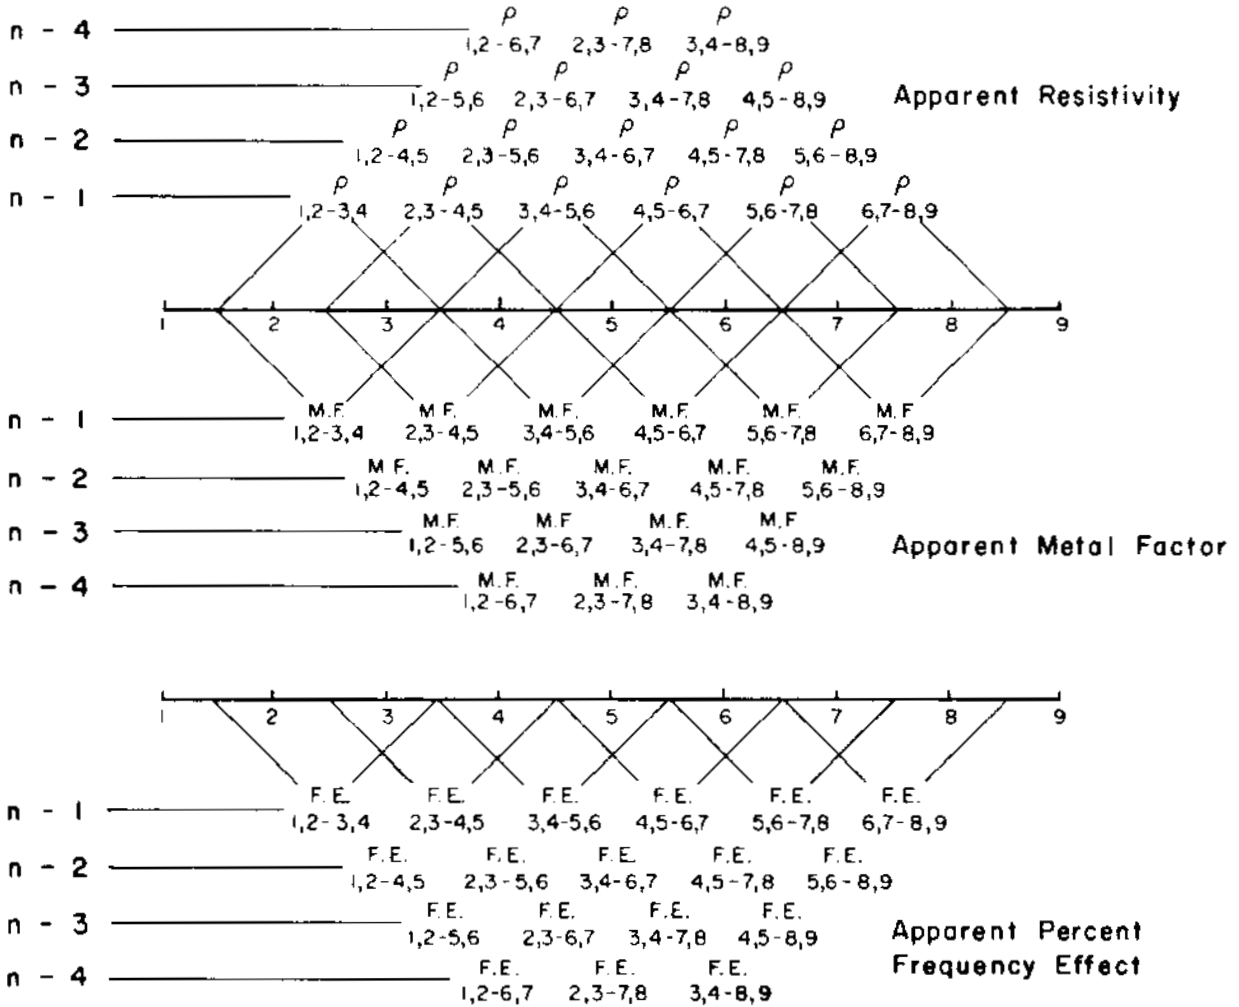 n - 4 ρ ρ ρ
1,2-6,7 2,3-7,8 3,4-8,9
n - 3 ρ ρ ρ ρ Apparent Resistivity
1,2-5,6 2,3-6,7 3,4-7,8 4,5-8,9
n - 2 ρ ρ ρ ρ ρ
1,2-4,5 2,3-5,6 3,4-6,7 4,5-7,8 5,6-8,9
n - 1 ρ ρ ρ ρ ρ ρ
1,2-3,4 2,3-4,5 3,4-5,6 4,5-6,7 5,6-7,8 6,7-8,9
1 2 3 4 5 6 7 8 9
n - 1 M.F. M.F. M.F. M.F. M.F. M.F
1,2-3,4 2,3-4,5 3,4-5,6 4,5-6,7 5,6-7,8 6,7-8,9
n - 2 M.F. M.F. M.F. M.F. M.F.
1,2-4,5 2,3-5,6 3,4-6,7 4,5-7,8 5,6-8,9
n - 3 M.F. M.F M.F. M.F
1,2-5,6 2,3-6,7 3,4-7,8 4,5-8,9 Apparent Metal Factor
n - 4 M.F. M.F. M.F.
1,2-6,7 2,3-7,8 3,4-8,9
1 2 3 4 5 6 7 8 9
n - 1 F.E. F.E. F.E. F.E. F.E. F.E.
1,2-3,4 2,3-4,5 3,4-5,6 4,5-6,7 5,6-7,8 6,7-8,9
n - 2 F.E. F.E. F.E. F.E. F.E.
1,2-4,5 2,3-5,6 3,4-6,7 4,5-7,8 5,6-8,9
n - 3 F.E. F.E. F.E. F.E.
1,2-5,6 2,3-6,7 3,4-7,8 4,5-8,9 Apparent Percent
n - 4 F.E. F.E. F.E. Frequency Effect
1,2-6,7 2,3-7,8 3,4-8,9